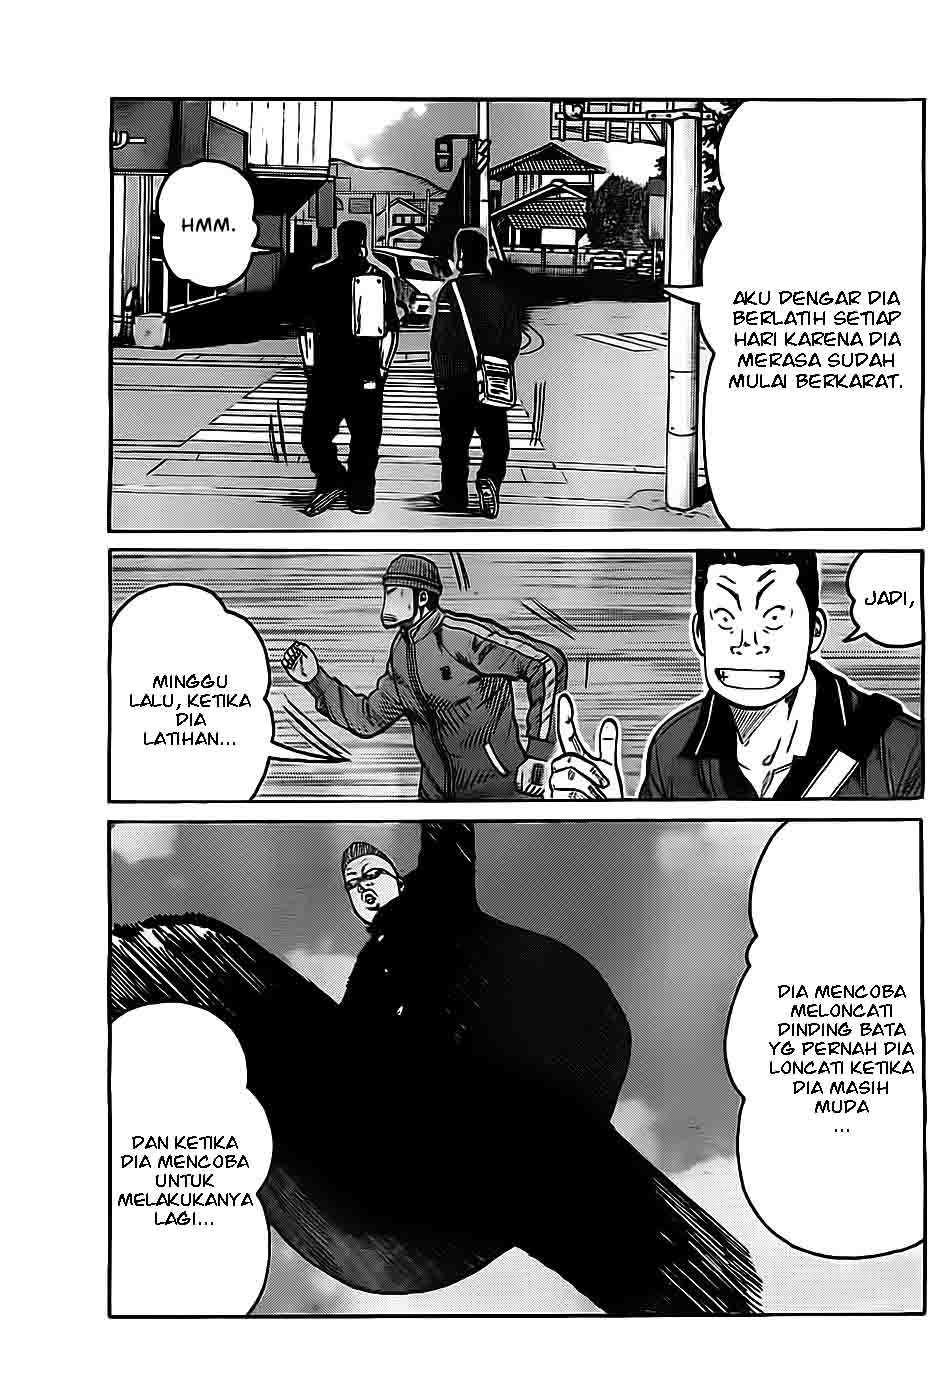 AKU DENGAR DIA
BERLATIH SETIAP
HARI KARENA DIA
MERASA SUDAH
MULAI BERKARAT.
HMM.
JADI,
MINGGU
LALU, KETIKA
DIA
LATIHAN...
DIA MENCOBA
MELONCATI
DINDING BATA
YG PERNAH DIA
LONCATI KETIKA
DIA MASIH
MUDA
...
DAN KETIKA
DIA MENCOBA
UNTUK
MELAKUKANYA
LAGI...